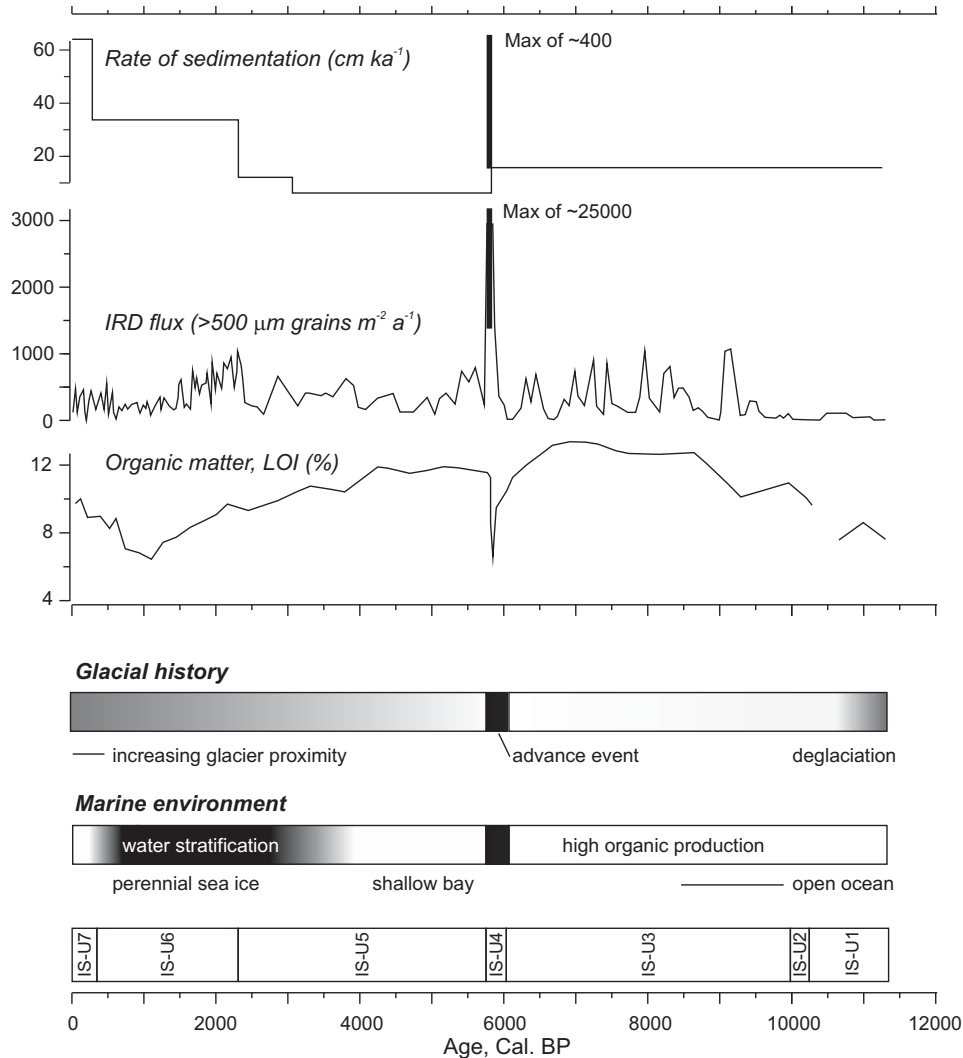 Max of ~400
60
Rate of sedimentation (cm ka⁻¹)
40
20
3000
Max of ~25000
2000
IRD flux (>500 μm grains m⁻² a⁻¹)
1000
0
12
Organic matter, LOI (%)
8
4
Glacial history
increasing glacier proximity
advance event
deglaciation
Marine environment
water stratification
high organic production
perennial sea ice
shallow bay
open ocean
IS-U7
IS-U6
IS-U5
IS-U4
IS-U3
IS-U2
IS-U1
0 2000 4000 6000 8000 10000 12000
Age, Cal. BP